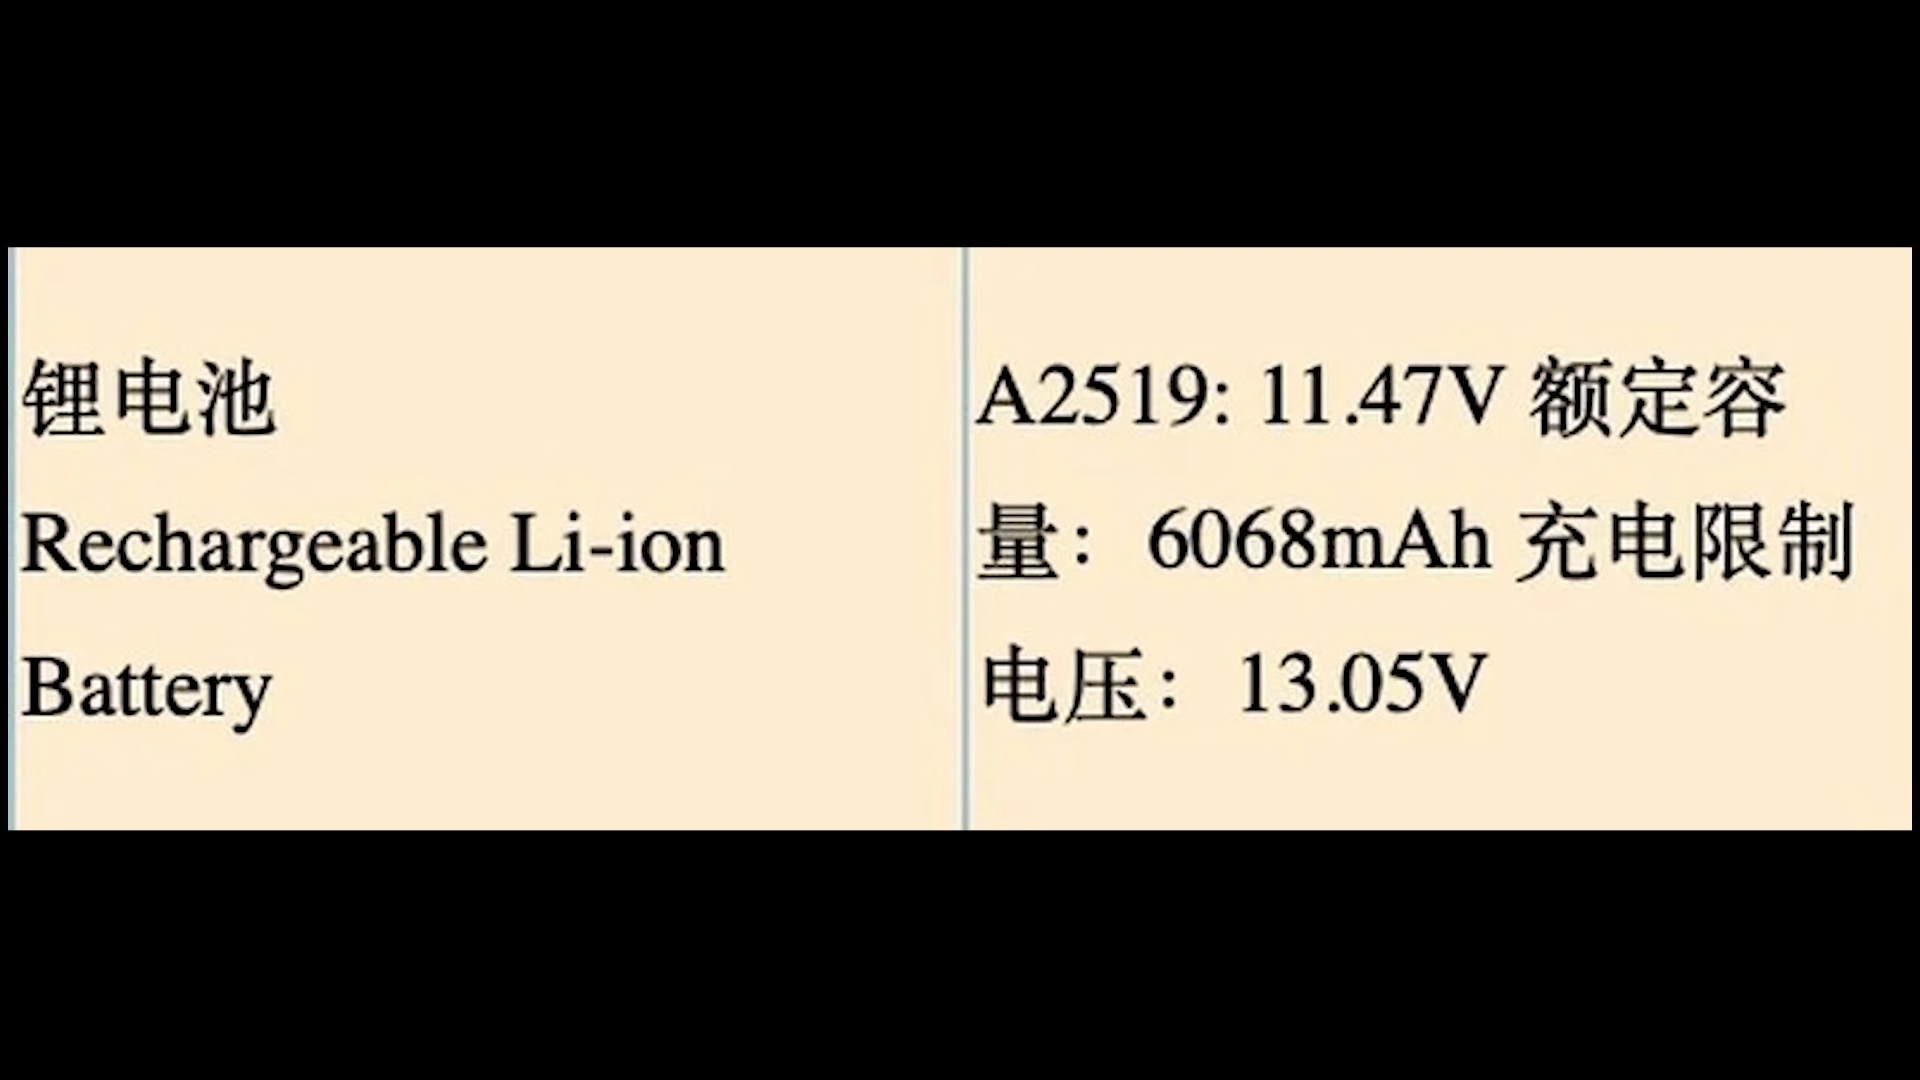 锂电池
Rechargeable Li-ion
Battery
A2519: 11.47V 额定容
量：6068mAh 充电限制
电压：13.05V